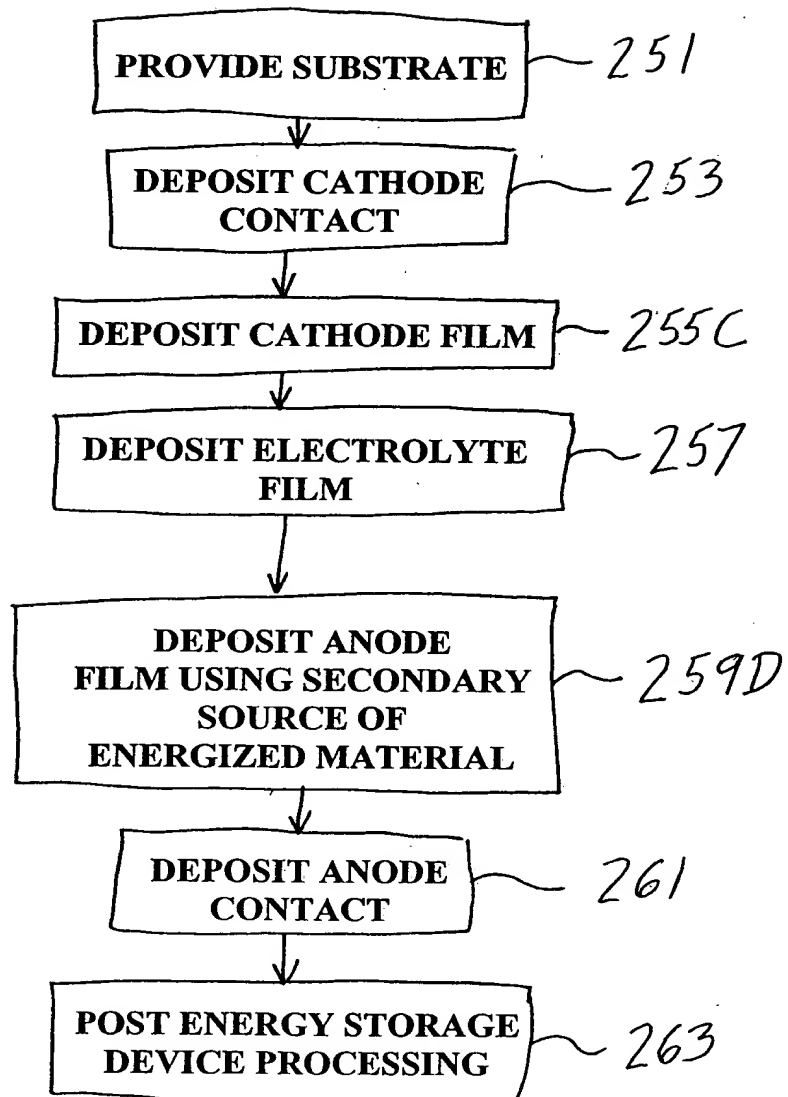 PROVIDE SUBSTRATE 251
DEPOSIT CATHODE
CONTACT
253
DEPOSIT CATHODE FILM 255C
DEPOSIT ELECTROLYTE
FILM
257
DEPOSIT ANODE
FILM USING SECONDARY
SOURCE OF
ENERGIZED MATERIAL
259D
DEPOSIT ANODE
CONTACT
261
POST ENERGY STORAGE
DEVICE PROCESSING
263